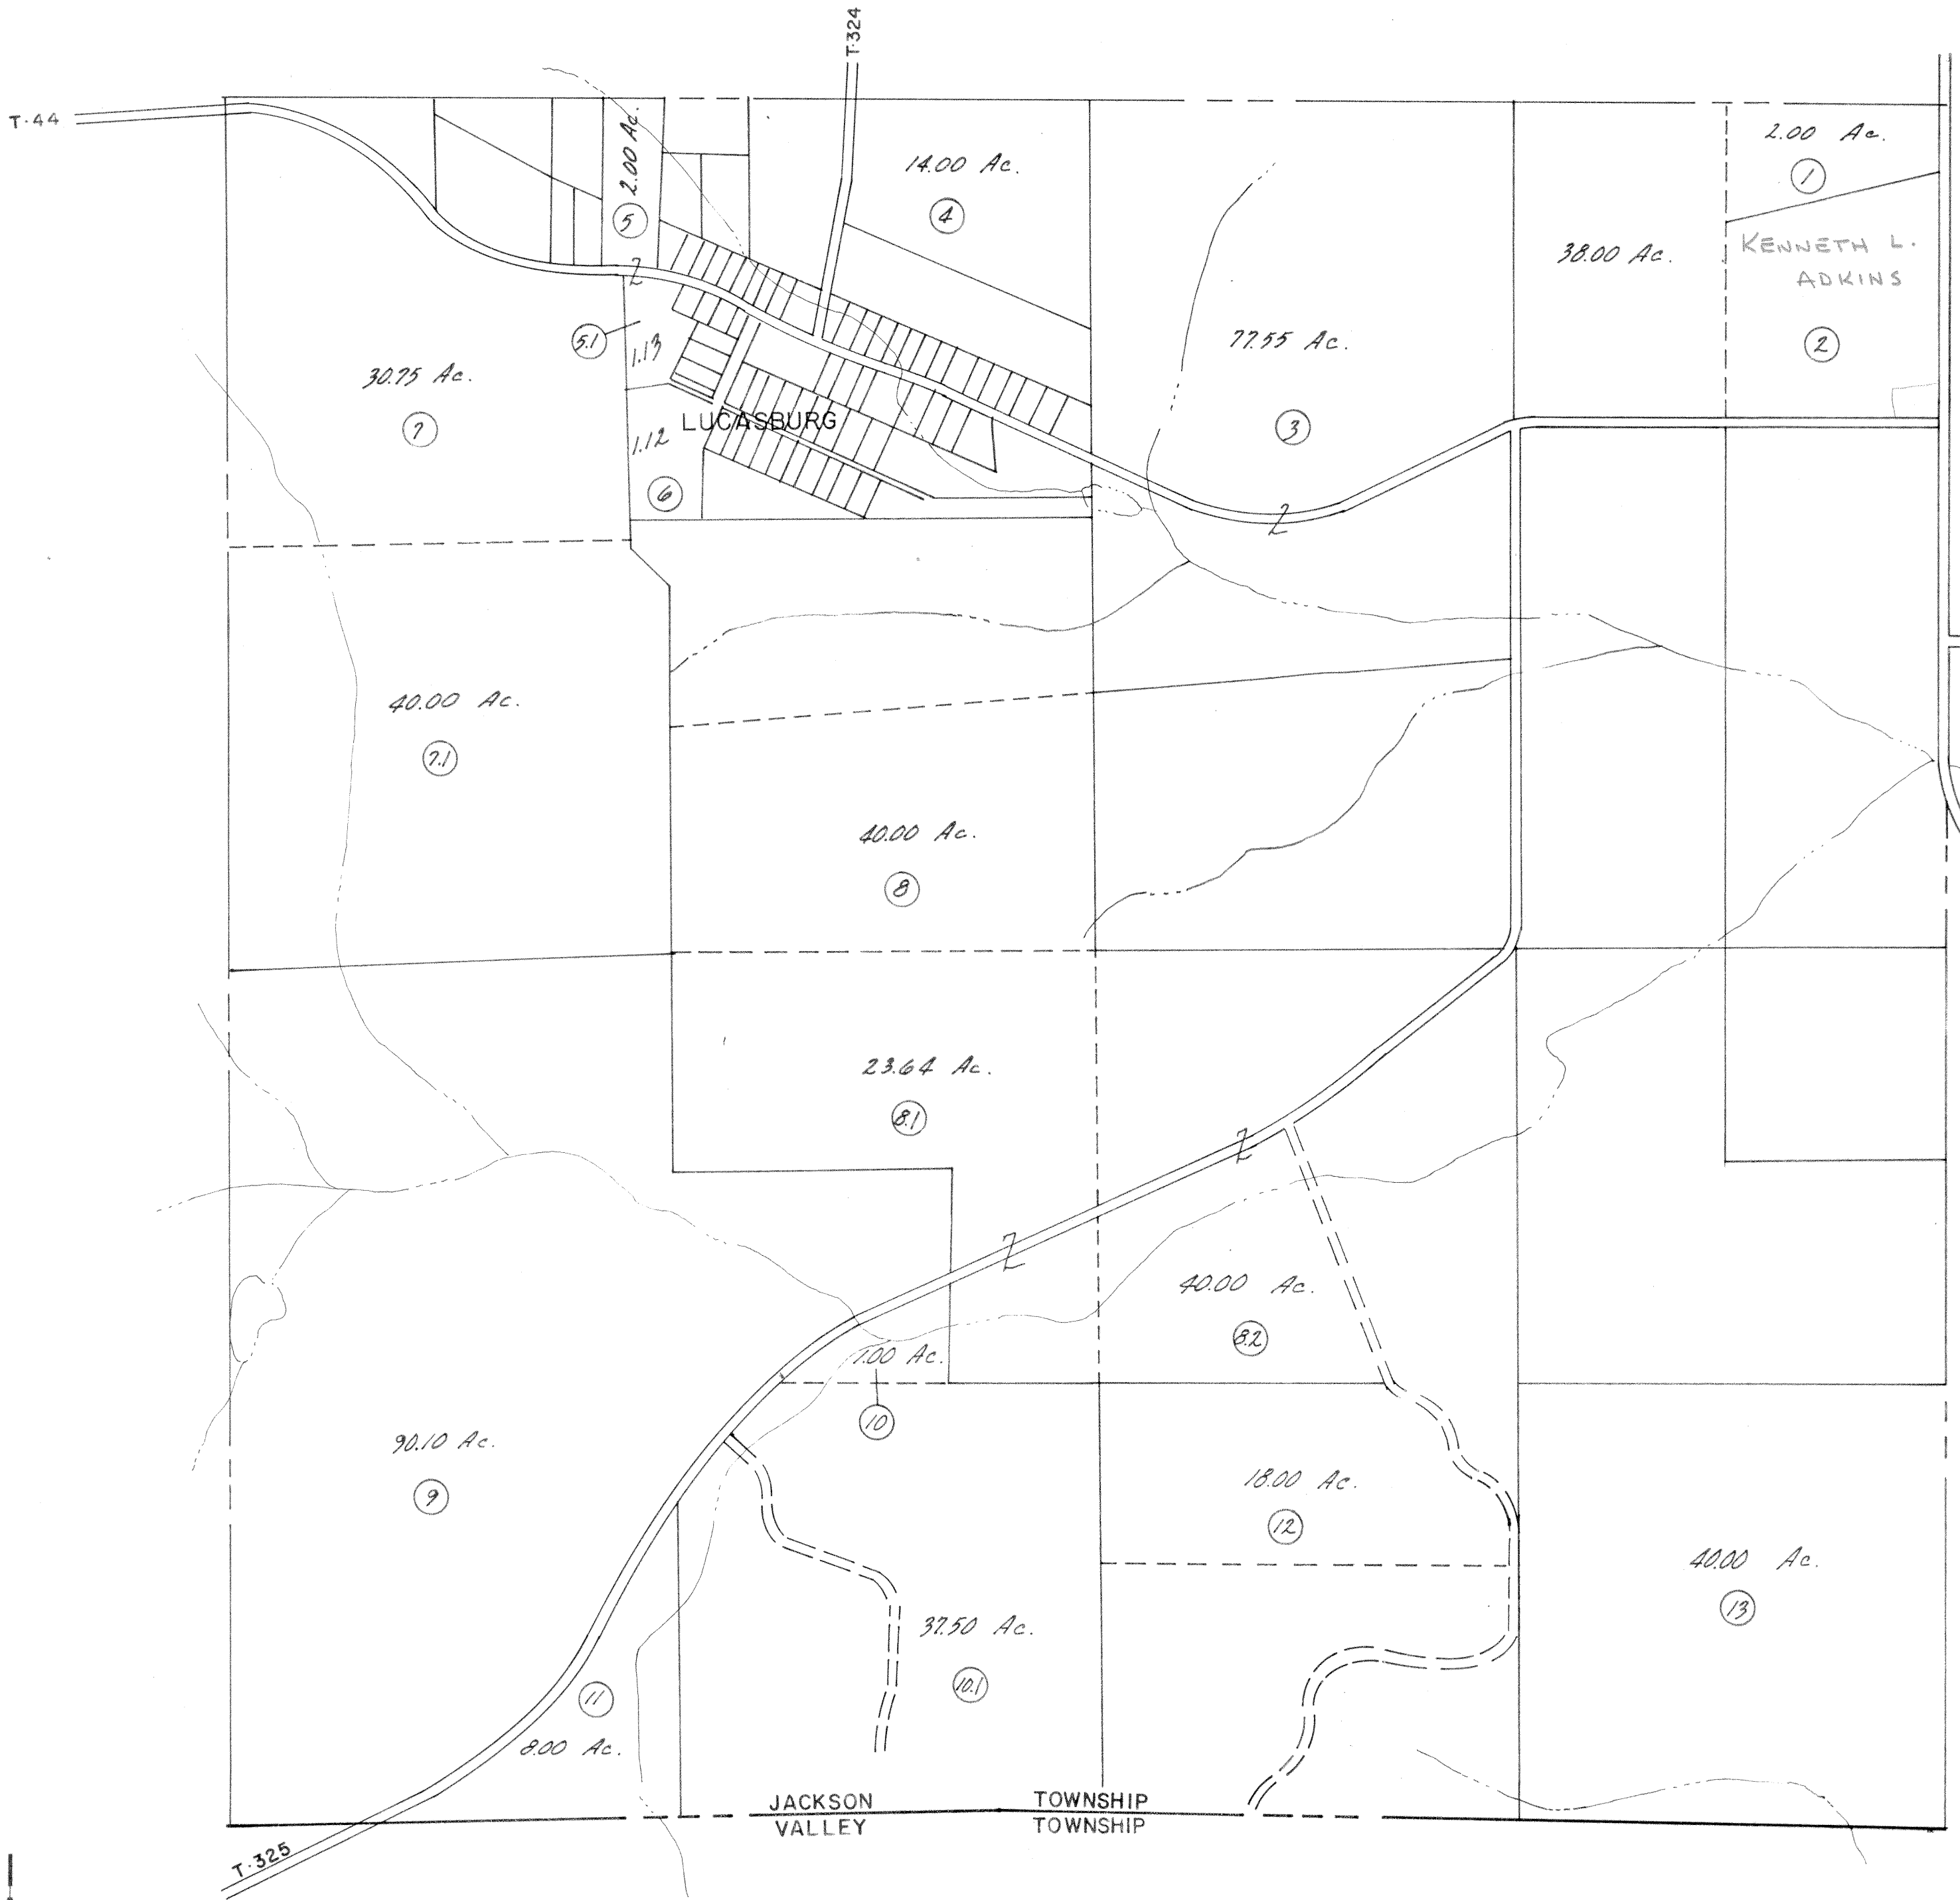 T-324
T-44
2.00 Ac.
5
14.00 Ac.
4
2.00 Ac.
1
KENNETH L.
ADKINS
2
38.00 Ac.
77.55 Ac.
3
2
5.1
1.13
30.75 Ac.
7
LUCASBURG
1.12
6
2
40.00 Ac.
7.1
40.00 Ac.
8
23.64 Ac.
8.1
2
2
40.00 Ac.
8.2
1.00 Ac.
10
90.10 Ac.
9
18.00 Ac.
12
40.00 Ac.
13
37.50 Ac.
10.1
11
8.00 Ac.
JACKSON TOWNSHIP
VALLEY TOWNSHIP
T-325